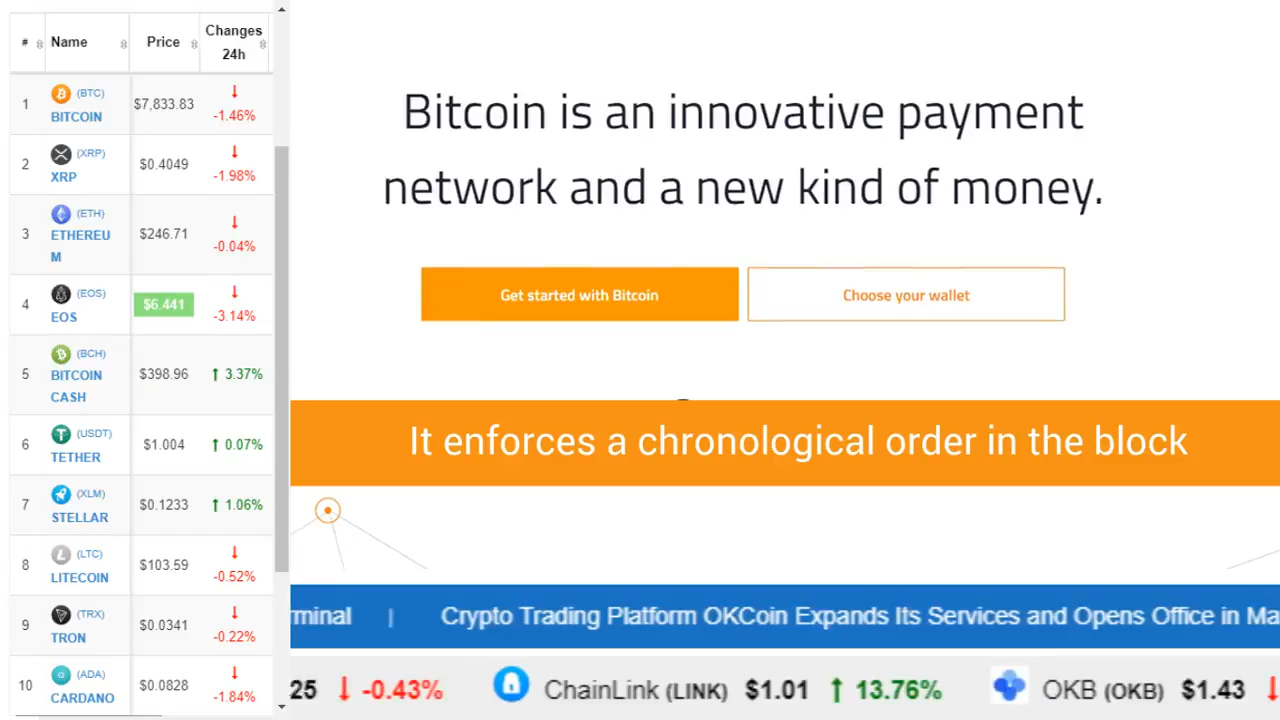 # Name Price Changes 24h
1 (BTC) BITCOIN $7,833.83 ↓ -1.46%
2 (XRP) XRP $0.4049 ↓ -1.98%
3 (ETH) ETHEREUM $246.71 ↓ -0.04%
4 (EOS) EOS $6.441 ↓ -3.14%
5 (BCH) BITCOIN CASH $398.96 ↑ 3.37%
6 (USDT) TETHER $1.004 ↑ 0.07%
7 (XLM) STELLAR $0.1233 ↑ 1.06%
8 (LTC) LITECOIN $103.59 ↓ -0.52%
9 (TRX) TRON $0.0341 ↓ -0.22%
10 (ADA) CARDANO $0.0828 ↓ -1.84%
Bitcoin is an innovative payment
network and a new kind of money.
Get started with Bitcoin
Choose your wallet
It enforces a chronological order in the block
rminal | Crypto Trading Platform OKCoin Expands Its Services and Opens Office in Ma
25 ↓ -0.43% ChainLink (LINK) $1.01 ↑ 13.76% OKB (OKB) $1.43 ↓